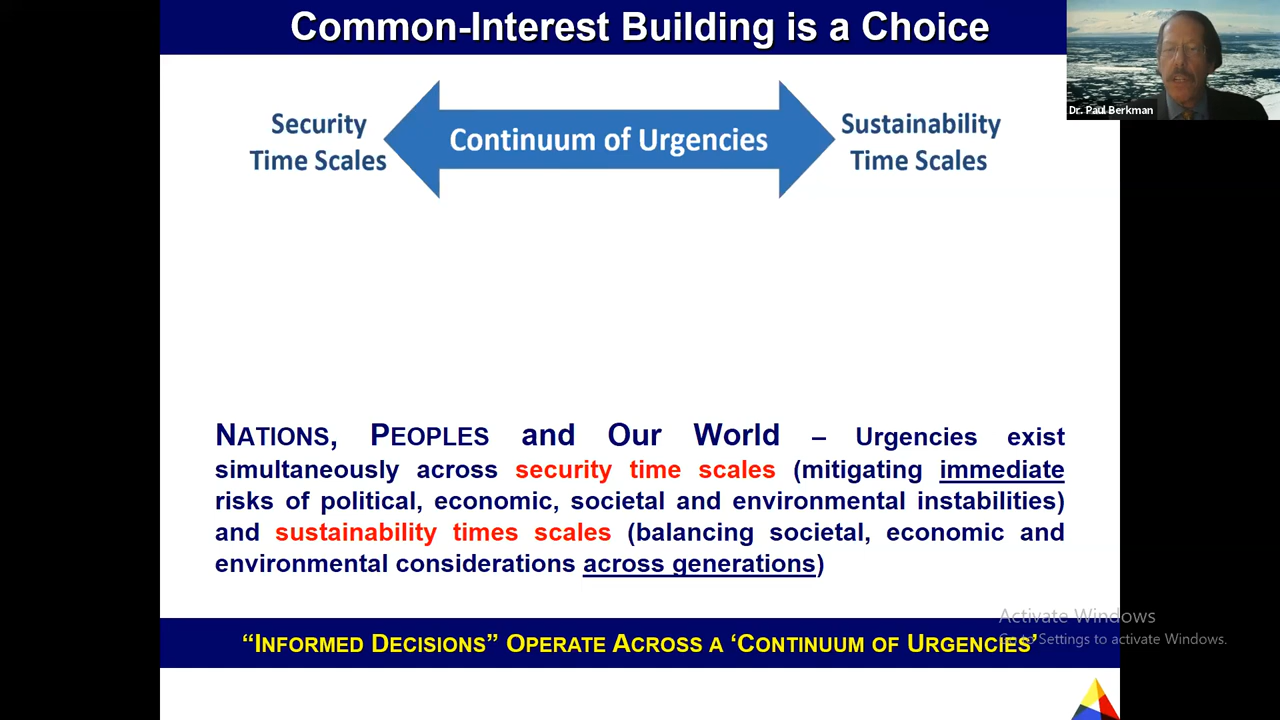 Common-Interest Building is a Choice
Dr. Paul Berkman
Security
Time Scales
Continuum of Urgencies
Sustainability
Time Scales
NATIONS, PEOPLES and Our World – Urgencies exist
simultaneously across security time scales (mitigating immediate
risks of political, economic, societal and environmental instabilities)
and sustainability times scales (balancing societal, economic and
environmental considerations across generations)
Activate Windows
Go to Settings to activate Windows.
“INFORMED DECISIONS” OPERATE ACROSS A ‘CONTINUUM OF URGENCIES’